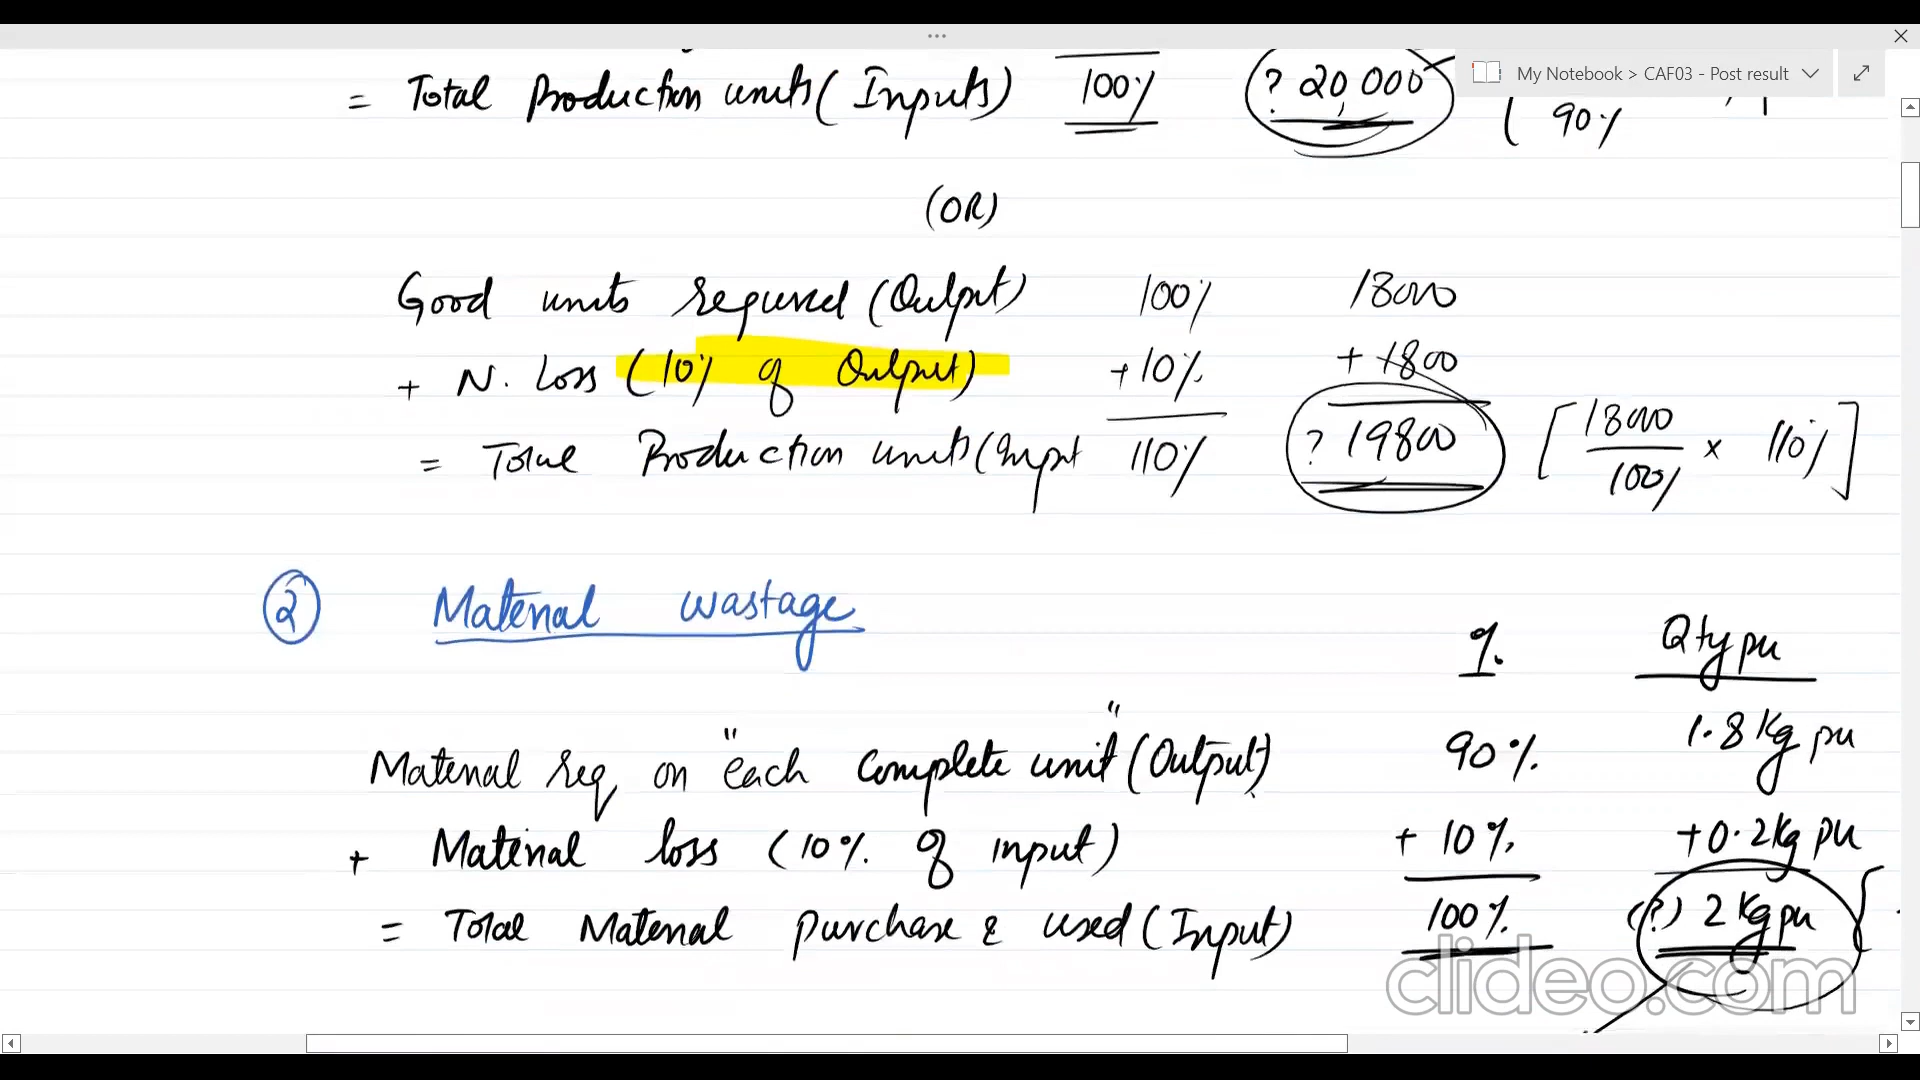 ...
My Notebook > CAF03 - Post result
= Total Production units (Inputs) 100% ? 20,000 ( 90%
(OR)
Good units required (Output) 100% 18000
+ N. Loss (10% of Output) +10% + 1800
= Total Production units (Input 110% ? 19800 [ 18000 / 100% × 110% ]
② Material wastage
% Qty pu
Material req on "each complete unit" (Output) 90% 1.8 Kg pu
+ Material loss (10% of input) + 10% +0.2 Kg pu
= Total Material purchase & used (Input) 100% (?) 2 Kg pu {
clideo.com